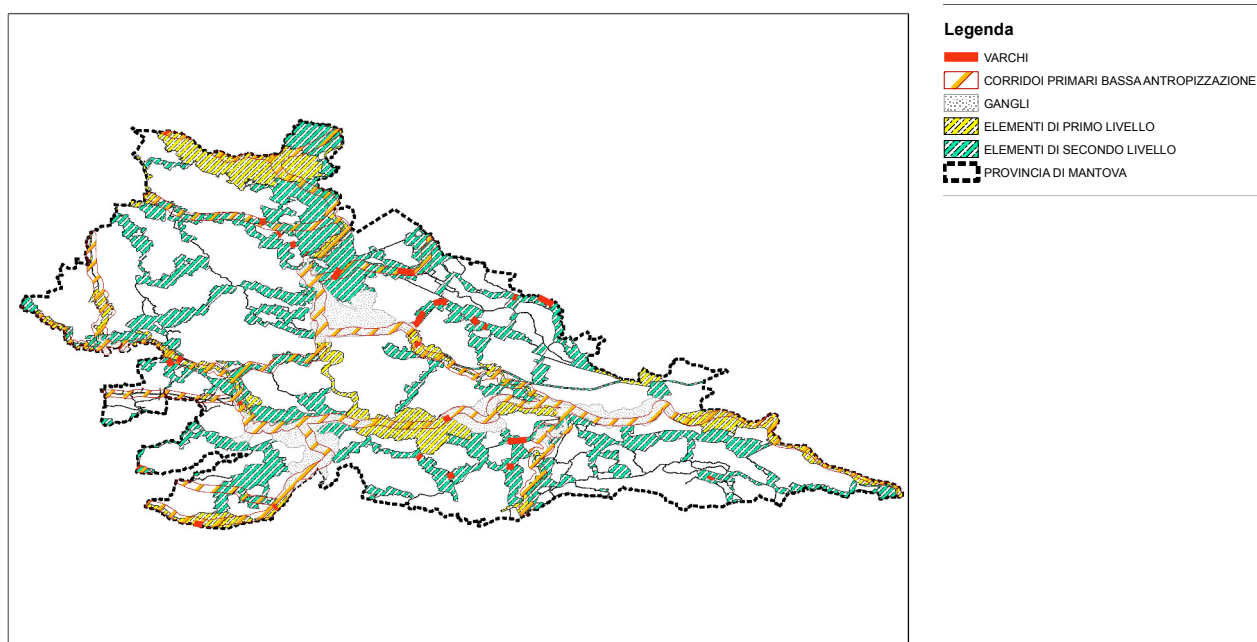 Legenda
VARCHI
CORRIDOI PRIMARI BASSA ANTROPIZZAZIONE
GANGLI
ELEMENTI DI PRIMO LIVELLO
ELEMENTI DI SECONDO LIVELLO
PROVINCIA DI MANTOVA